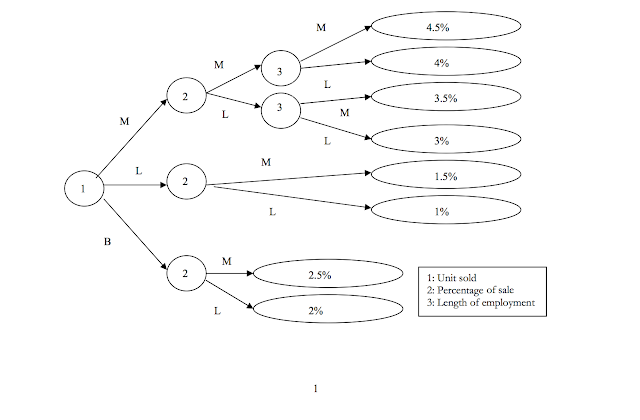 M
4.5%
M
3
4%
L
2
3
3.5%
L
M
M
L
3%
L
M
1.5%
1
2
L
1%
B
M
2.5%
2
L
2%
1: Unit sold
2: Percentage of sale
3: Length of employment
1